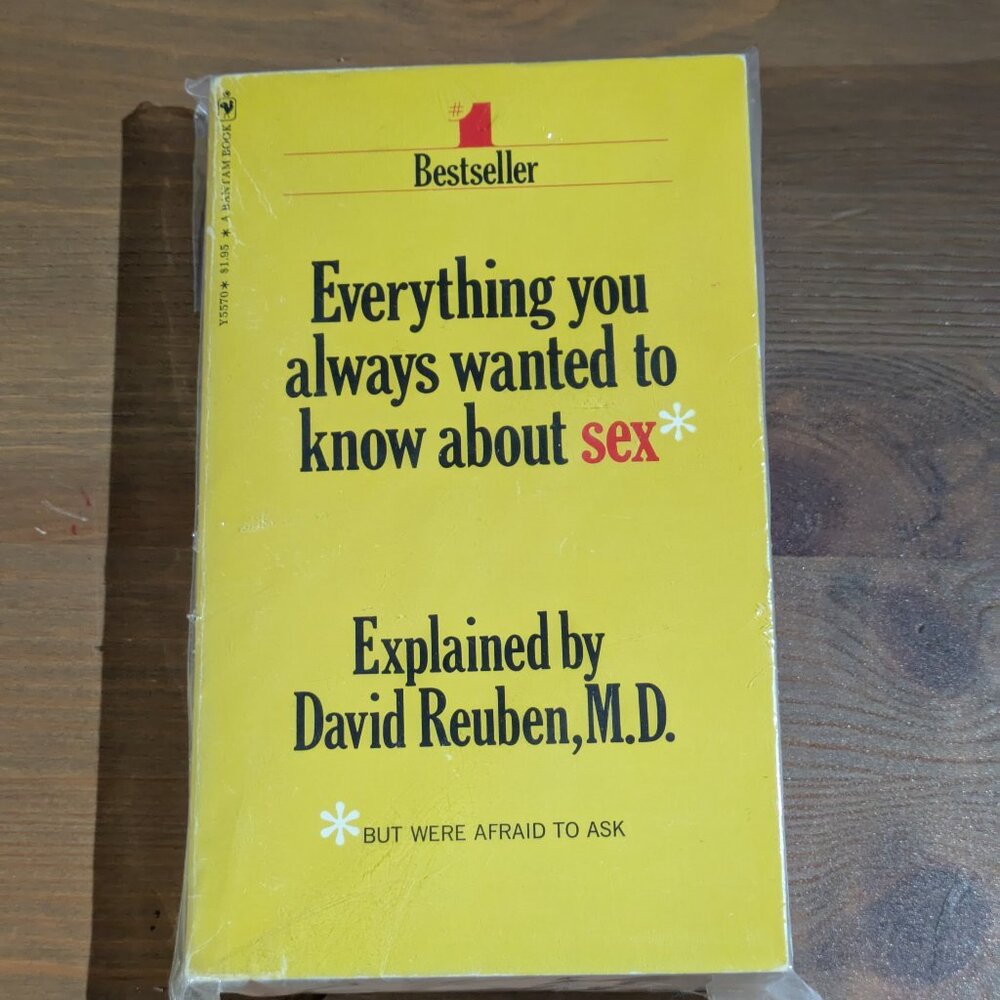 #1
Bestseller
Everything you
always wanted to
know about sex*
Explained by
David Reuben, M.D.
*BUT WERE AFRAID TO ASK
Y5570* $1.95 * A BANTAM BOOK